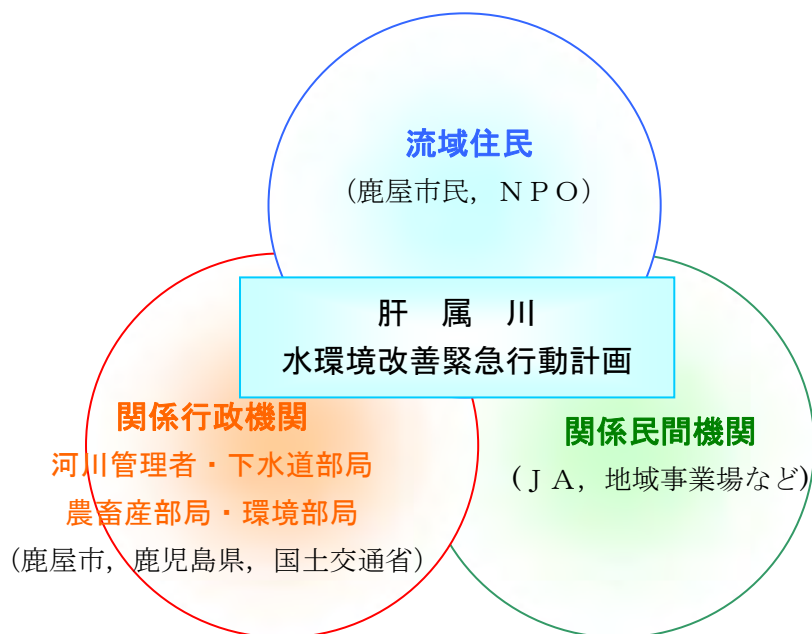 流域住民
(鹿屋市民，ＮＰＯ)
肝　属　川
水環境改善緊急行動計画
関係行政機関
河川管理者・下水道部局
農畜産部局・環境部局
(鹿屋市，鹿児島県，国土交通省)
関係民間機関
(ＪＡ，地域事業場など)